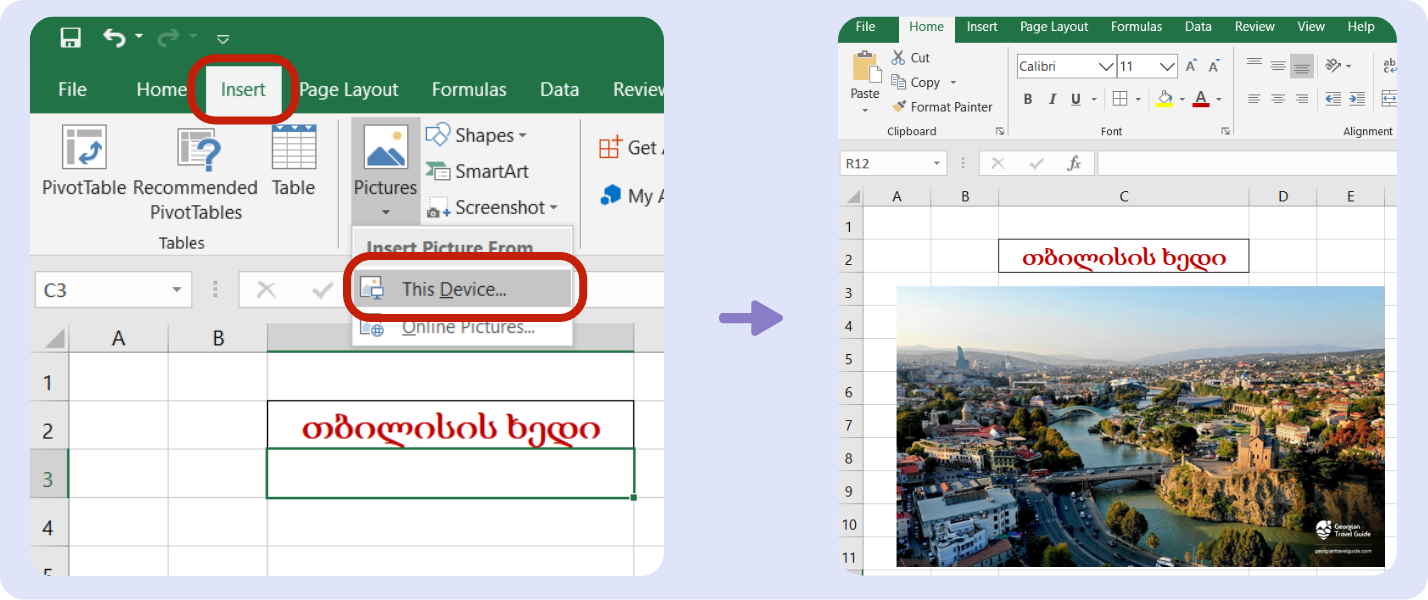 File Home Insert Page Layout Formulas Data Review
PivotTable Recommended PivotTables Table
Tables
Pictures
Shapes
SmartArt
Screenshot
Get
My
Insert Picture From
This Device...
Online Pictures...
C3
A B
1
2 თბილისის ხედი
3
4
5
File Home Insert Page Layout Formulas Data Review View Help
Paste
Cut
Copy
Format Painter
Clipboard
Calibri 11 A A
B I U A
Font
ab
Alignment
R12 fx
A B C D E
1
2 თბილისის ხედი
3
4
5
6
7
8
9
10
11
Georgian
Travel Guide
georgiantravelguide.com